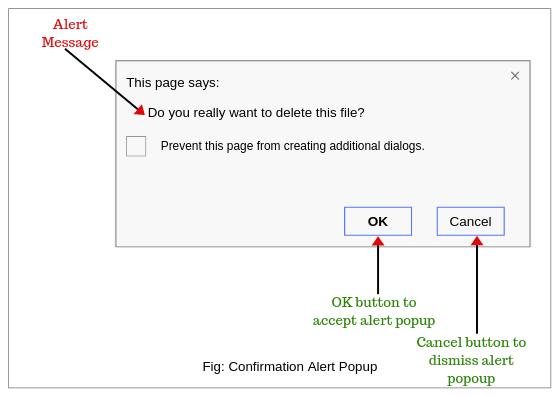 Alert
Message
This page says:
Do you really want to delete this file?
Prevent this page from creating additional dialogs.
OK
Cancel
OK button to
accept alert popup
Cancel button to
dismiss alert
popoup
Fig: Confirmation Alert Popup